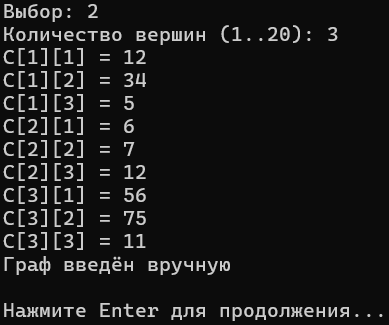 Выбор: 2
Количество вершин (1..20): 3
C[1][1] = 12
C[1][2] = 34
C[1][3] = 5
C[2][1] = 6
C[2][2] = 7
C[2][3] = 12
C[3][1] = 56
C[3][2] = 75
C[3][3] = 11
Граф введён вручную
Нажмите Enter для продолжения...